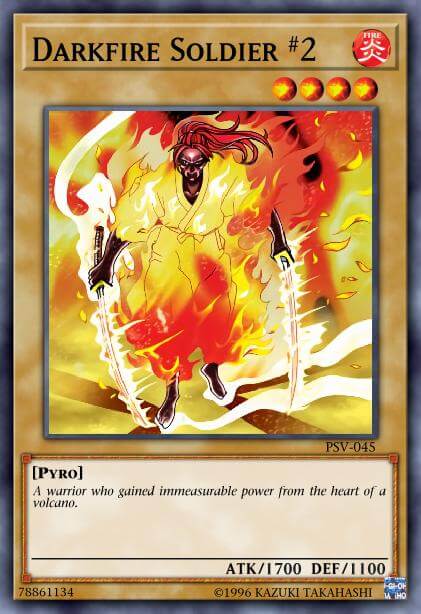 Darkfire Soldier #2
FIRE
炎
PSV-045
[Pyro]
A warrior who gained immeasurable power from the heart of a
volcano.
ATK/1700 DEF/1100
78861134
©1996 KAZUKI TAKAHASHI